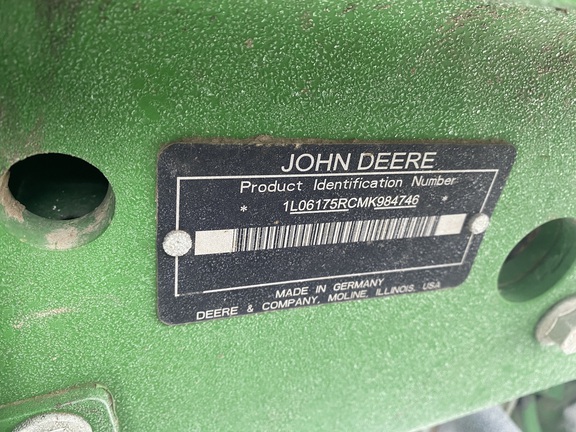 JOHN DEERE
Product Identification Number
* 1L06175RCMK984746 *
MADE IN GERMANY
DEERE & COMPANY, MOLINE, ILLINOIS, USA